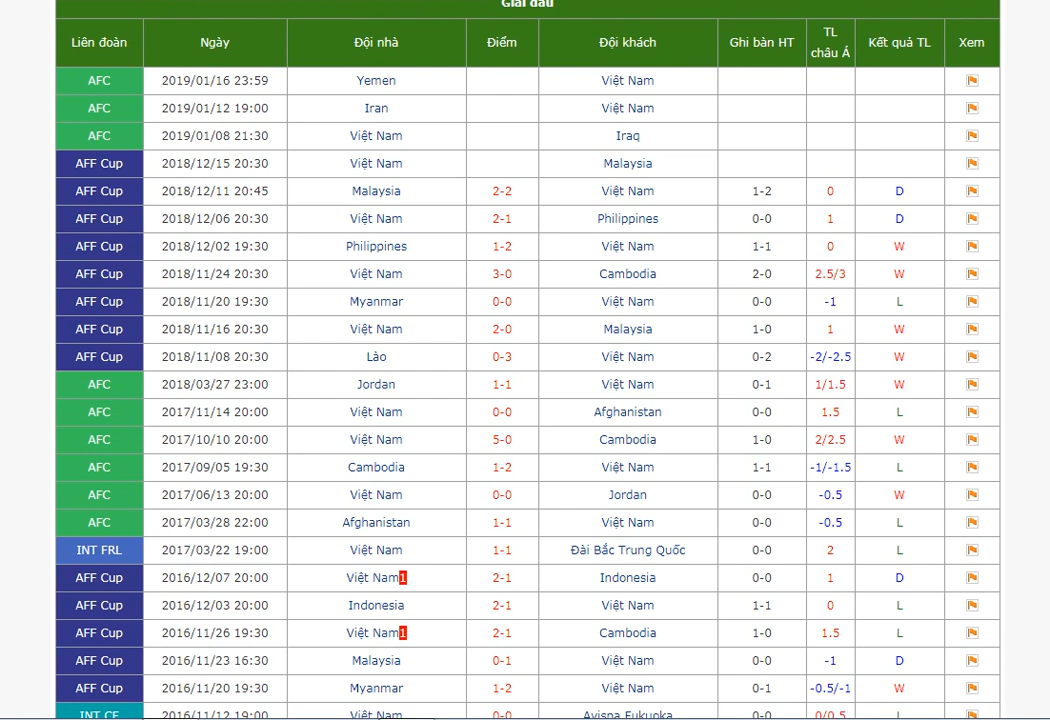 Giải đấu
Liên đoàn Ngày Đội nhà Điểm Đội khách Ghi bàn HT TL châu Á Kết quả TL Xem
AFC 2019/01/16 23:59 Yemen Việt Nam
AFC 2019/01/12 19:00 Iran Việt Nam
AFC 2019/01/08 21:30 Việt Nam Iraq
AFF Cup 2018/12/15 20:30 Việt Nam Malaysia
AFF Cup 2018/12/11 20:45 Malaysia 2-2 Việt Nam 1-2 0 D
AFF Cup 2018/12/06 20:30 Việt Nam 2-1 Philippines 0-0 1 D
AFF Cup 2018/12/02 19:30 Philippines 1-2 Việt Nam 1-1 0 W
AFF Cup 2018/11/24 20:30 Việt Nam 3-0 Cambodia 2-0 2.5/3 W
AFF Cup 2018/11/20 19:30 Myanmar 0-0 Việt Nam 0-0 -1 L
AFF Cup 2018/11/16 20:30 Việt Nam 2-0 Malaysia 1-0 1 W
AFF Cup 2018/11/08 20:30 Lào 0-3 Việt Nam 0-2 -2/-2.5 W
AFC 2018/03/27 23:00 Jordan 1-1 Việt Nam 0-1 1/1.5 W
AFC 2017/11/14 20:00 Việt Nam 0-0 Afghanistan 0-0 1.5 L
AFC 2017/10/10 20:00 Việt Nam 5-0 Cambodia 1-0 2/2.5 W
AFC 2017/09/05 19:30 Cambodia 1-2 Việt Nam 1-1 -1/-1.5 L
AFC 2017/06/13 20:00 Việt Nam 0-0 Jordan 0-0 -0.5 W
AFC 2017/03/28 22:00 Afghanistan 1-1 Việt Nam 0-0 -0.5 L
INT FRL 2017/03/22 19:00 Việt Nam 1-1 Đài Bắc Trung Quốc 0-0 2 L
AFF Cup 2016/12/07 20:00 Việt Nam1 2-1 Indonesia 0-0 1 D
AFF Cup 2016/12/03 20:00 Indonesia 2-1 Việt Nam 1-1 0 L
AFF Cup 2016/11/26 19:30 Việt Nam1 2-1 Cambodia 1-0 1.5 L
AFF Cup 2016/11/23 16:30 Malaysia 0-1 Việt Nam 0-0 -1 D
AFF Cup 2016/11/20 19:30 Myanmar 1-2 Việt Nam 0-1 -0.5/-1 W
INT CF 2016/11/12 19:00 Việt Nam 0-0 Avispa Fukuoka 0-0 0/0.5 L